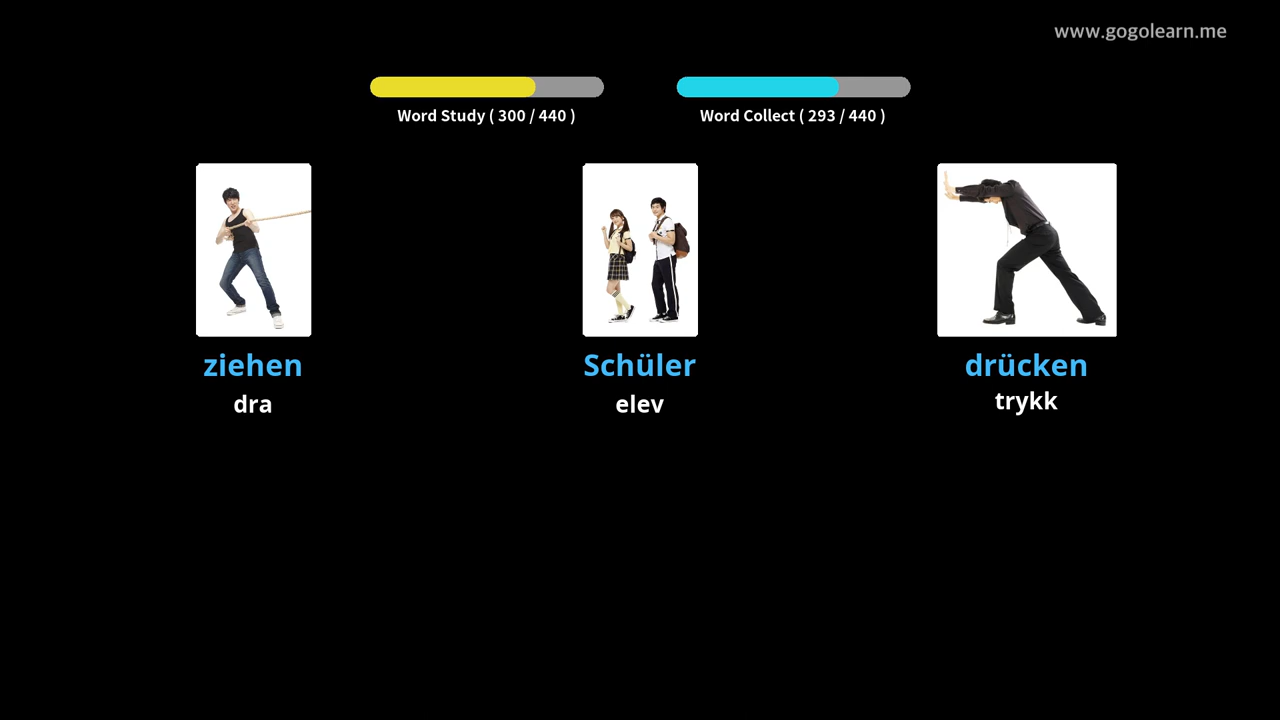 www.gogolearn.me
Word Study ( 300 / 440 )
Word Collect ( 293 / 440 )
ziehen
dra
Schüler
elev
drücken
trykk